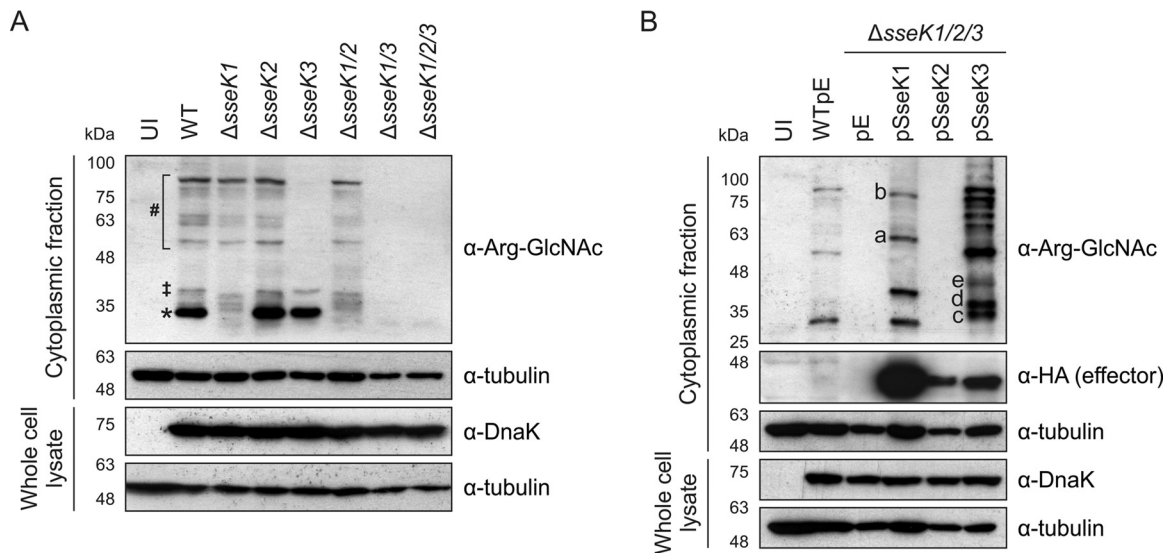 A
UI
WT
ΔsseK1
ΔsseK2
ΔsseK3
ΔsseK1/2
ΔsseK1/3
ΔsseK1/2/3
kDa
100
75
63
48
35
#
‡
*
Cytoplasmic fraction
α-Arg-GlcNAc
63
48
α-tubulin
Whole cell
lysate
75
α-DnaK
63
48
α-tubulin
B
ΔsseK1/2/3
UI
WTpE
pE
pSseK1
pSseK2
pSseK3
kDa
100
75
63
48
35
25
b
a
e
d
c
Cytoplasmic fraction
α-Arg-GlcNAc
48
α-HA (effector)
63
48
α-tubulin
Whole cell
lysate
75
α-DnaK
63
48
α-tubulin